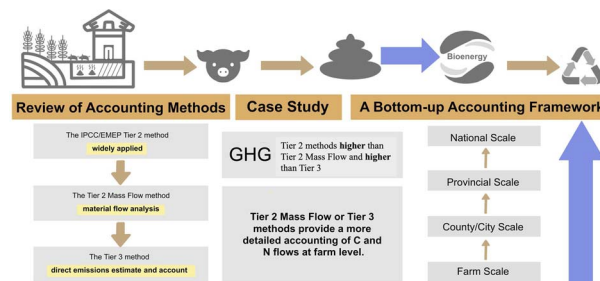 Bioenergy
Review of Accounting Methods
Case Study
A Bottom-up Accounting Framework
The IPCC/EMEP Tier 2 method
widely applied
The Tier 2 Mass Flow method
material flow analysis
The Tier 3 method
direct emissions estimate and account
GHG
Tier 2 methods higher than
Tier 2 Mass Flow and higher
than Tier 3
Tier 2 Mass Flow or Tier 3
methods provide a more
detailed accounting of C and
N flows at farm level.
National Scale
Provincial Scale
County/City Scale
Farm Scale